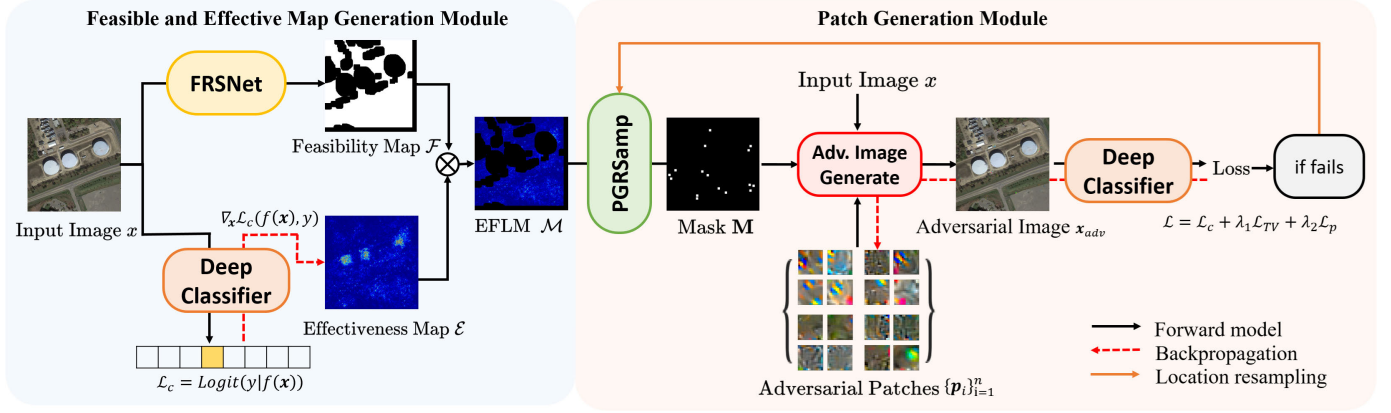 Feasible and Effective Map Generation Module
FRSNet
Feasibility Map ℱ
Input Image x
∇ₓℒ_c(f(𝒙), y)
Deep
Classifier
Effectiveness Map ℰ
ℒ_c = Logit(y|f(𝒙))
EFLM ℳ
Patch Generation Module
PGRSamp
Mask M
Input Image x
Adv. Image
Generate
Adversarial Patches {𝒑_i}_{i=1}^n
Adversarial Image 𝒙_adv
Deep
Classifier
Loss
if fails
ℒ = ℒ_c + λ₁ℒ_TV + λ₂ℒ_p
Forward model
Backpropagation
Location resampling